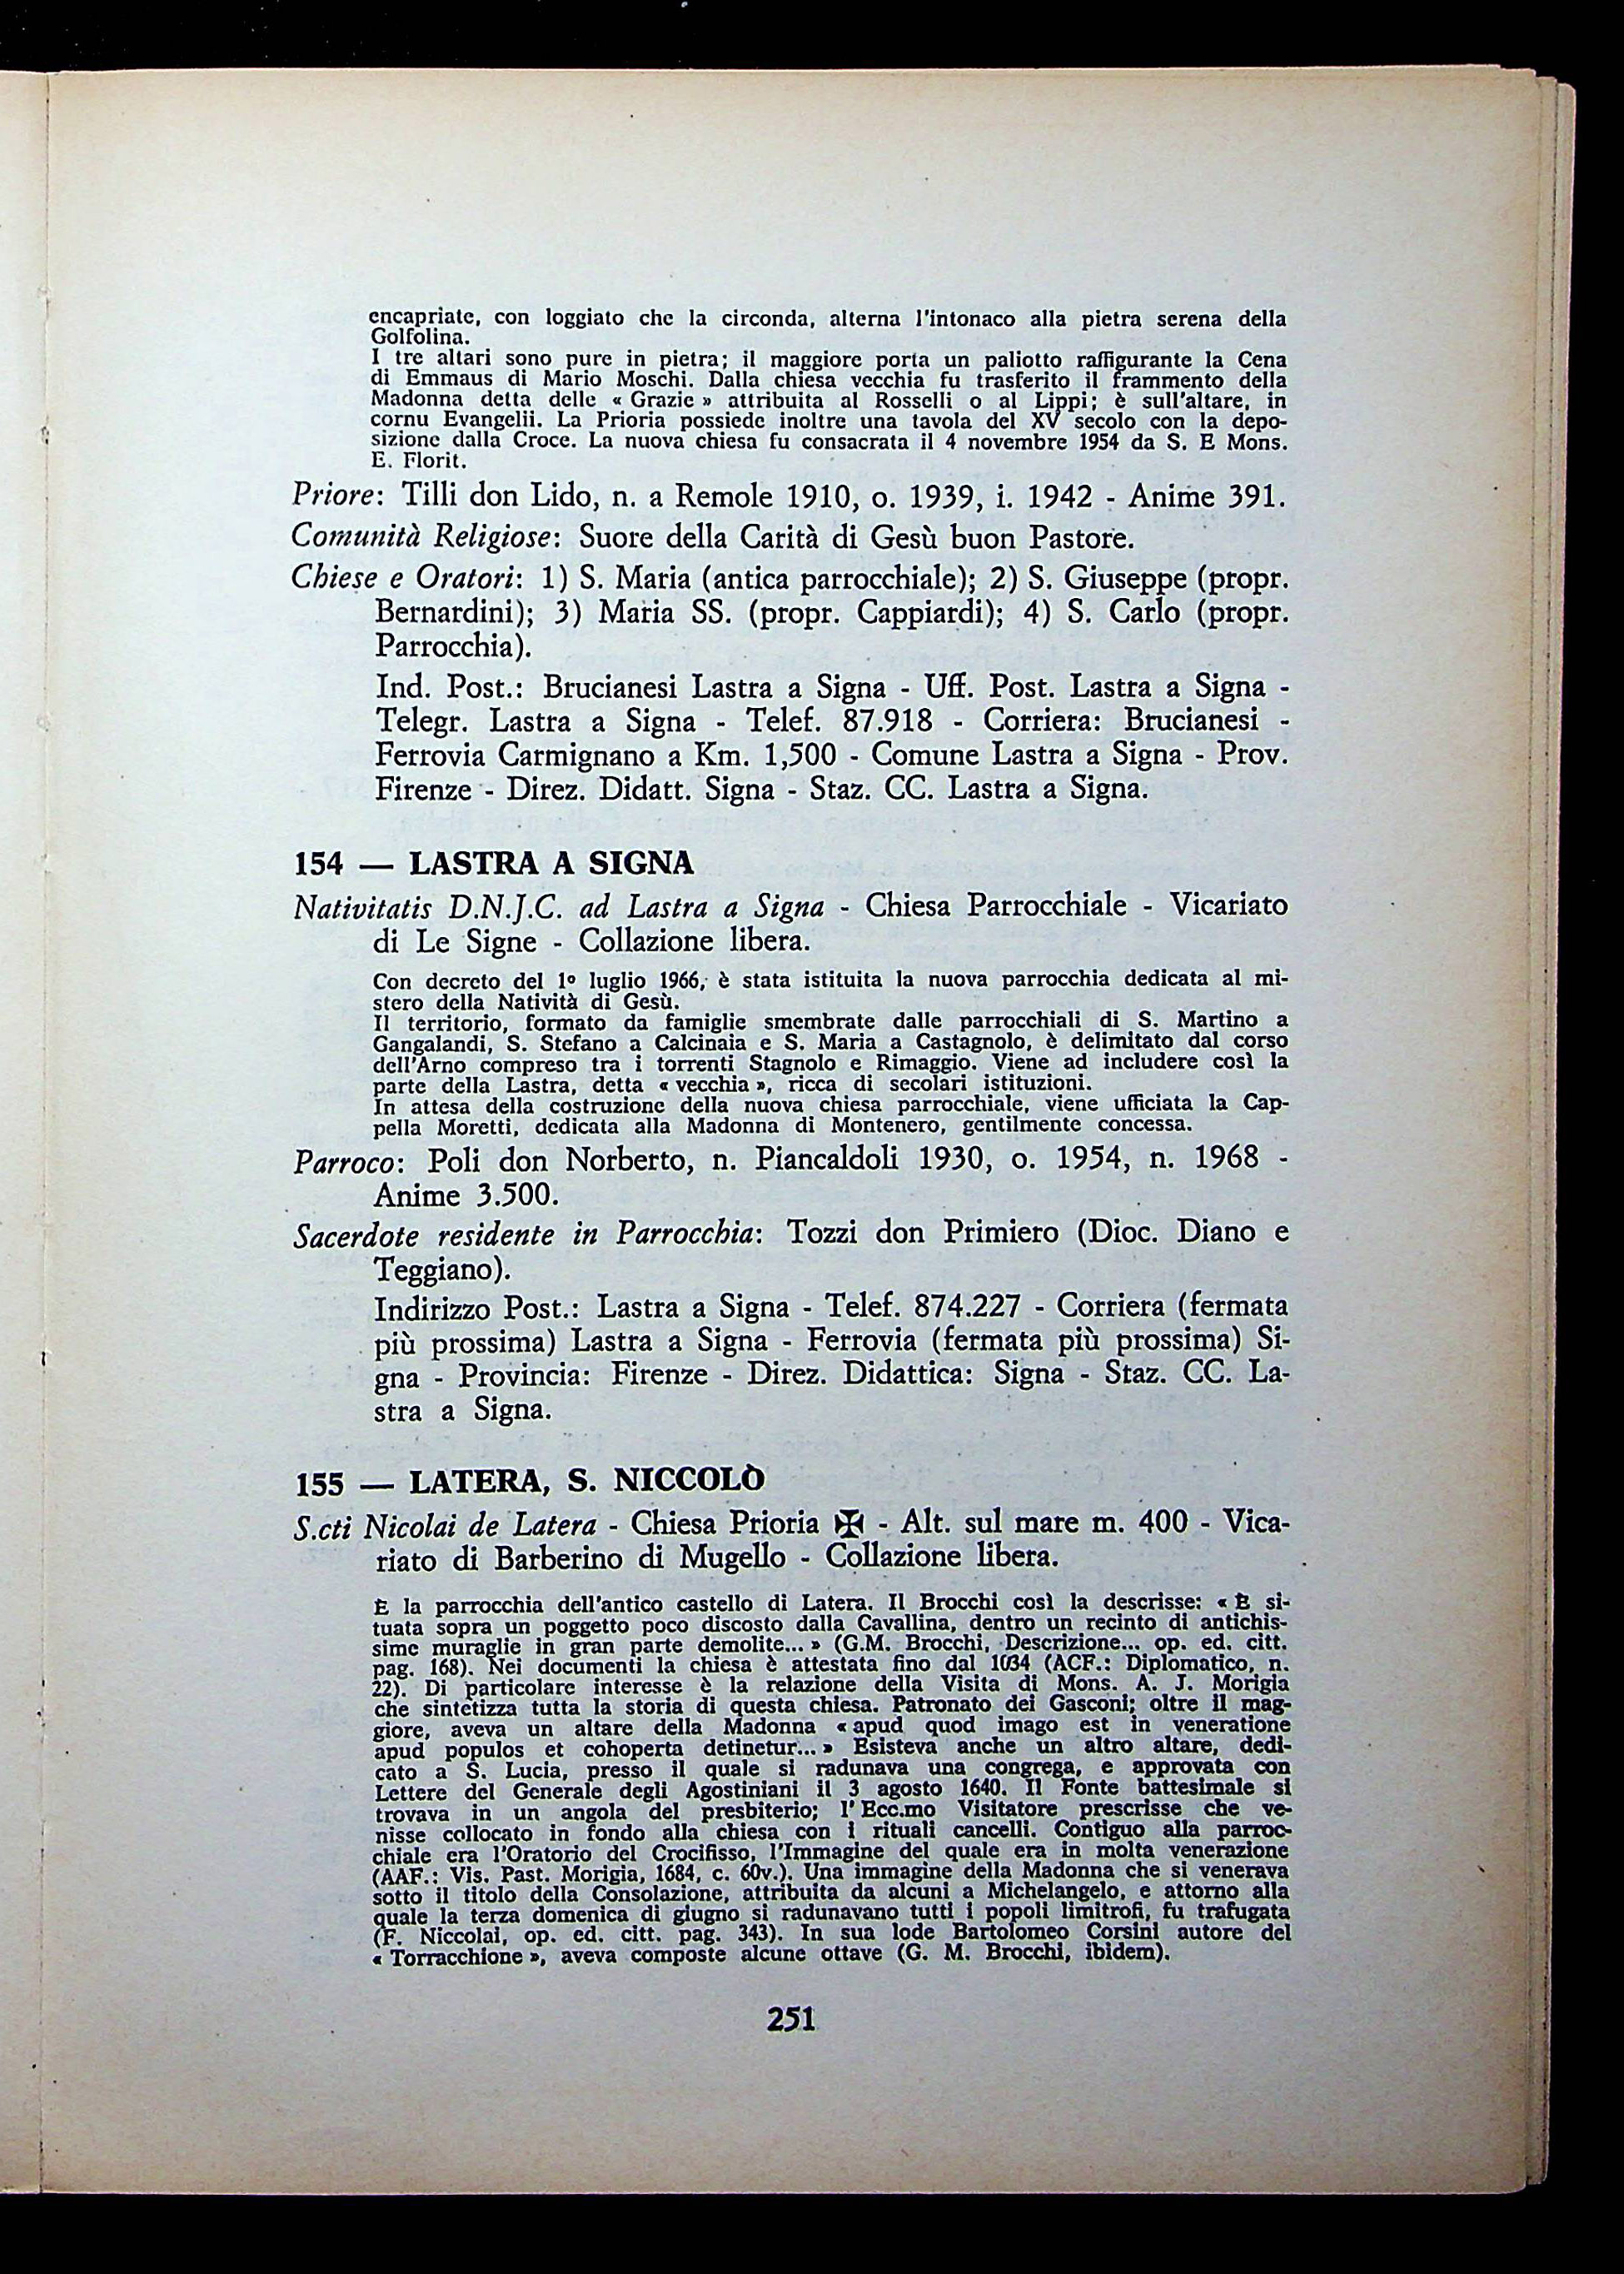 encapriate, con loggiato che la circonda, alterna l'intonaco alla pietra serena della
Golfolina.
I tre altari sono pure in pietra; il maggiore porta un paliotto raffigurante la Cena
di Emmaus di Mario Moschi. Dalla chiesa vecchia fu trasferito il frammento della
Madonna detta delle « Grazie » attribuita al Rosselli o al Lippi; è sull'altare, in
cornu Evangelii. La Prioria possiede inoltre una tavola del XV secolo con la depo-
sizione dalla Croce. La nuova chiesa fu consacrata il 4 novembre 1954 da S. E Mons.
E. Florit.
Priore: Tilli don Lido, n. a Remole 1910, o. 1939, i. 1942 - Anime 391.
Comunità Religiose: Suore della Carità di Gesù buon Pastore.
Chiese e Oratori: 1) S. Maria (antica parrocchiale); 2) S. Giuseppe (propr.
Bernardini); 3) Maria SS. (propr. Cappiardi); 4) S. Carlo (propr.
Parrocchia).
Ind. Post.: Brucianesi Lastra a Signa - Uff. Post. Lastra a Signa -
Telegr. Lastra a Signa - Telef. 87.918 - Corriera: Brucianesi -
Ferrovia Carmignano a Km. 1,500 - Comune Lastra a Signa - Prov.
Firenze - Direz. Didatt. Signa - Staz. CC. Lastra a Signa.
154 — LASTRA A SIGNA
Nativitatis D.N.J.C. ad Lastra a Signa - Chiesa Parrocchiale - Vicariato
di Le Signe - Collazione libera.
Con decreto del 1º luglio 1966, è stata istituita la nuova parrocchia dedicata al mi-
stero della Natività di Gesù.
Il territorio, formato da famiglie smembrate dalle parrocchiali di S. Martino a
Gangalandi, S. Stefano a Calcinaia e S. Maria a Castagnolo, è delimitato dal corso
dell'Arno compreso tra i torrenti Stagnolo e Rimaggio. Viene ad includere così la
parte della Lastra, detta « vecchia », ricca di secolari istituzioni.
In attesa della costruzione della nuova chiesa parrocchiale, viene ufficiata la Cap-
pella Moretti, dedicata alla Madonna di Montenero, gentilmente concessa.
Parroco: Poli don Norberto, n. Piancaldoli 1930, o. 1954, n. 1968 -
Anime 3.500.
Sacerdote residente in Parrocchia: Tozzi don Primiero (Dioc. Diano e
Teggiano).
Indirizzo Post.: Lastra a Signa - Telef. 874.227 - Corriera (fermata
più prossima) Lastra a Signa - Ferrovia (fermata più prossima) Si-
gna - Provincia: Firenze - Direz. Didattica: Signa - Staz. CC. La-
stra a Signa.
155 — LATERA, S. NICCOLÒ
S.cti Nicolai de Latera - Chiesa Prioria ✠ - Alt. sul mare m. 400 - Vica-
riato di Barberino di Mugello - Collazione libera.
È la parrocchia dell'antico castello di Latera. Il Brocchi così la descrisse: « È si-
tuata sopra un poggetto poco discosto dalla Cavallina, dentro un recinto di antichis-
sime muraglie in gran parte demolite... » (G.M. Brocchi, Descrizione... op. ed. citt.
pag. 168). Nei documenti la chiesa è attestata fino dal 1034 (ACF.: Diplomatico, n.
22). Di particolare interesse è la relazione della Visita di Mons. A. J. Morigia
che sintetizza tutta la storia di questa chiesa. Patronato dei Gasconi; oltre il mag-
giore, aveva un altare della Madonna « apud quod imago est in veneratione
apud populos et cohoperta detinetur... » Esisteva anche un altro altare, dedi-
cato a S. Lucia, presso il quale si radunava una congrega, e approvata con
Lettere del Generale degli Agostiniani il 3 agosto 1640. Il Fonte battesimale si
trovava in un angola del presbiterio; l'Ecc.mo Visitatore prescrisse che ve-
nisse collocato in fondo alla chiesa con i rituali cancelli. Contiguo alla parroc-
chiale era l'Oratorio del Crocifisso, l'Immagine del quale era in molta venerazione
(AAF.: Vis. Past. Morigia, 1684, c. 60v.). Una immagine della Madonna che si venerava
sotto il titolo della Consolazione, attribuita da alcuni a Michelangelo, e attorno alla
quale la terza domenica di giugno si radunavano tutti i popoli limitrofi, fu trafugata
(F. Niccolai, op. ed. citt. pag. 343). In sua lode Bartolomeo Corsini autore del
« Torracchione », aveva composte alcune ottave (G. M. Brocchi, ibidem).
251